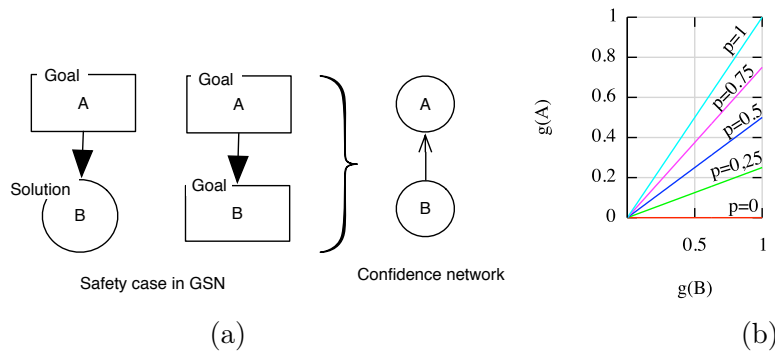 Goal
A
Solution
B
Goal
A
Goal
B
A
B
Safety case in GSN
Confidence network
(a)
g(A)
1
0.8
0.6
0.4
0.2
0
p=1
p=0.75
p=0.5
p=0,25
p=0
0.5
1
g(B)
(b)